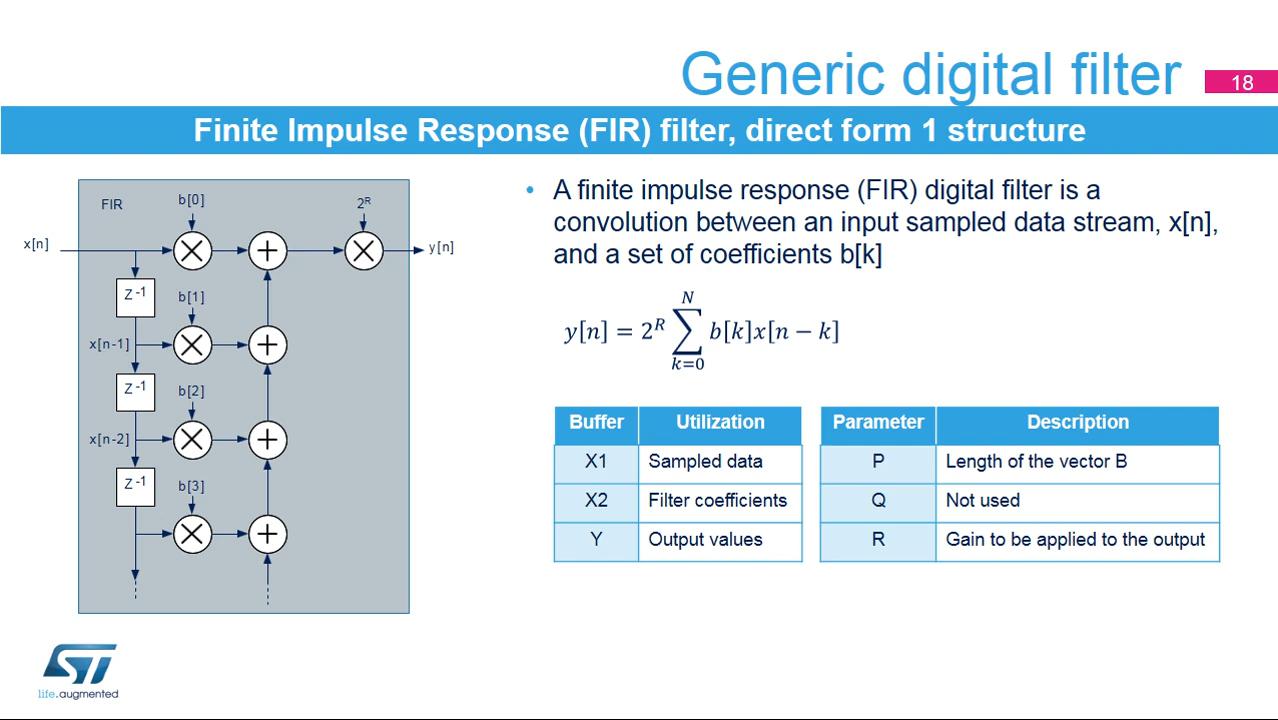 Generic digital filter
18
Finite Impulse Response (FIR) filter, direct form 1 structure
FIR
b[0]
2ᴿ
x[n]
y[n]
Z⁻¹
b[1]
x[n-1]
Z⁻¹
b[2]
x[n-2]
Z⁻¹
b[3]
• A finite impulse response (FIR) digital filter is a
convolution between an input sampled data stream, x[n],
and a set of coefficients b[k]
y[n] = 2ᴿ ∑_{k=0}^{N} b[k]x[n − k]
Buffer Utilization
X1 Sampled data
X2 Filter coefficients
Y Output values
Parameter Description
P Length of the vector B
Q Not used
R Gain to be applied to the output
ST
life.augmented